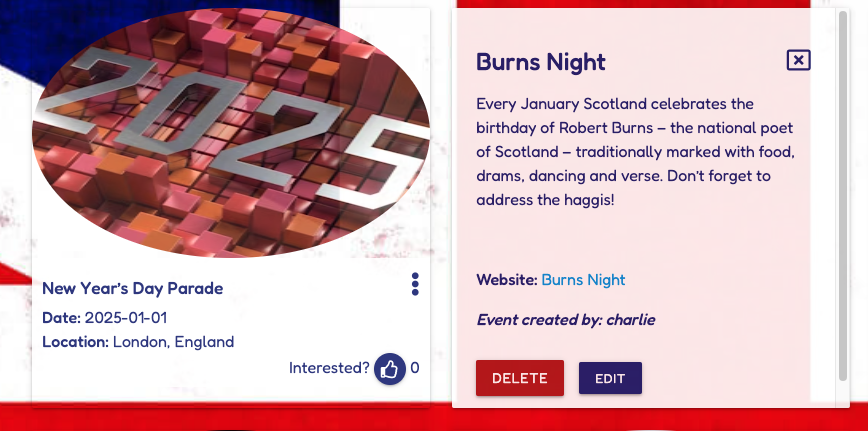 2025
New Year's Day Parade
Date: 2025-01-01
Location: London, England
Interested? 0
Burns Night
Every January Scotland celebrates the
birthday of Robert Burns – the national poet
of Scotland – traditionally marked with food,
drams, dancing and verse. Don't forget to
address the haggis!
Website: Burns Night
Event created by: charlie
DELETE EDIT